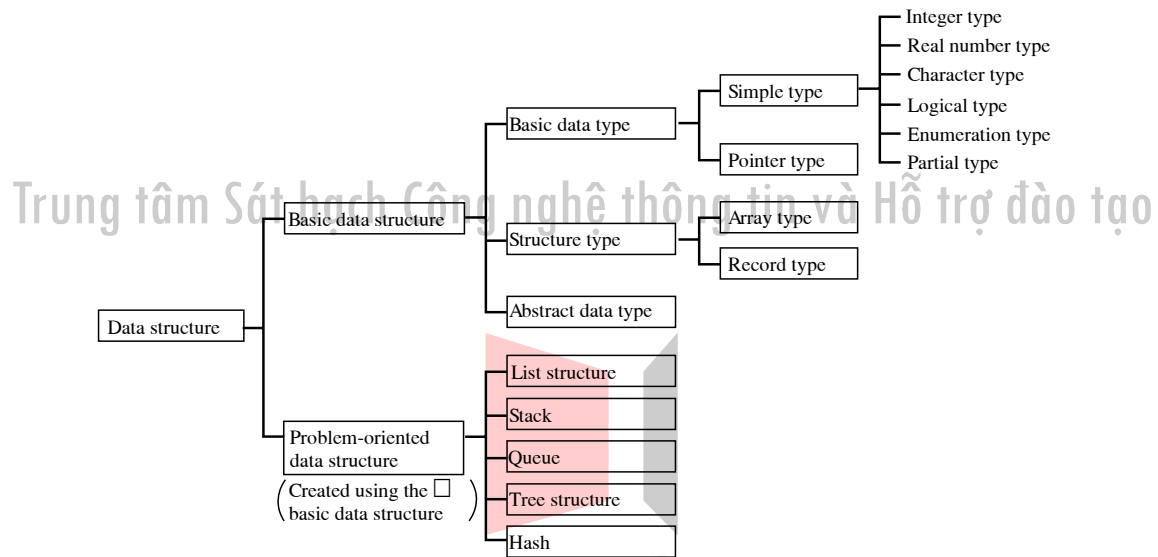 Integer type
Real number type
Character type
Logical type
Enumeration type
Partial type
Simple type
Pointer type
Basic data type
Trung tâm Sát hạch Công nghệ thông tin và Hỗ trợ đào tạo
Basic data structure
Structure type
Array type
Record type
Abstract data type
Data structure
List structure
Stack
Queue
Tree structure
Hash
Problem-oriented
data structure
(Created using the □
basic data structure)